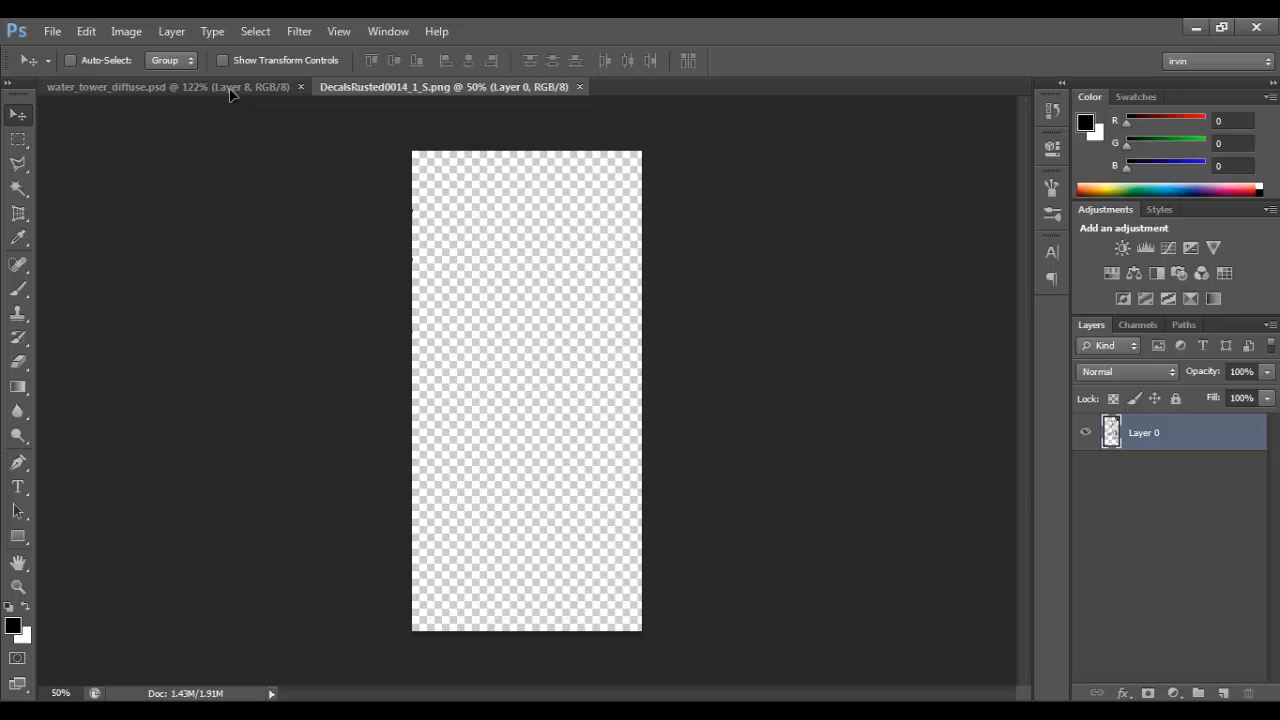 Ps File Edit Image Layer Type Select Filter View Window Help
Auto-Select: Group Show Transform Controls irvin
water_tower_diffuse.psd @ 122% (Layer 8, RGB/8) × DecalsRusted0014_1_S.png @ 50% (Layer 0, RGB/8) ×
Color Swatches
R 0
G 0
B 0
Adjustments Styles
Add an adjustment
Layers Channels Paths
Kind
Normal Opacity: 100%
Lock: Fill: 100%
Layer 0
50% Doc: 1.43M/1.91M